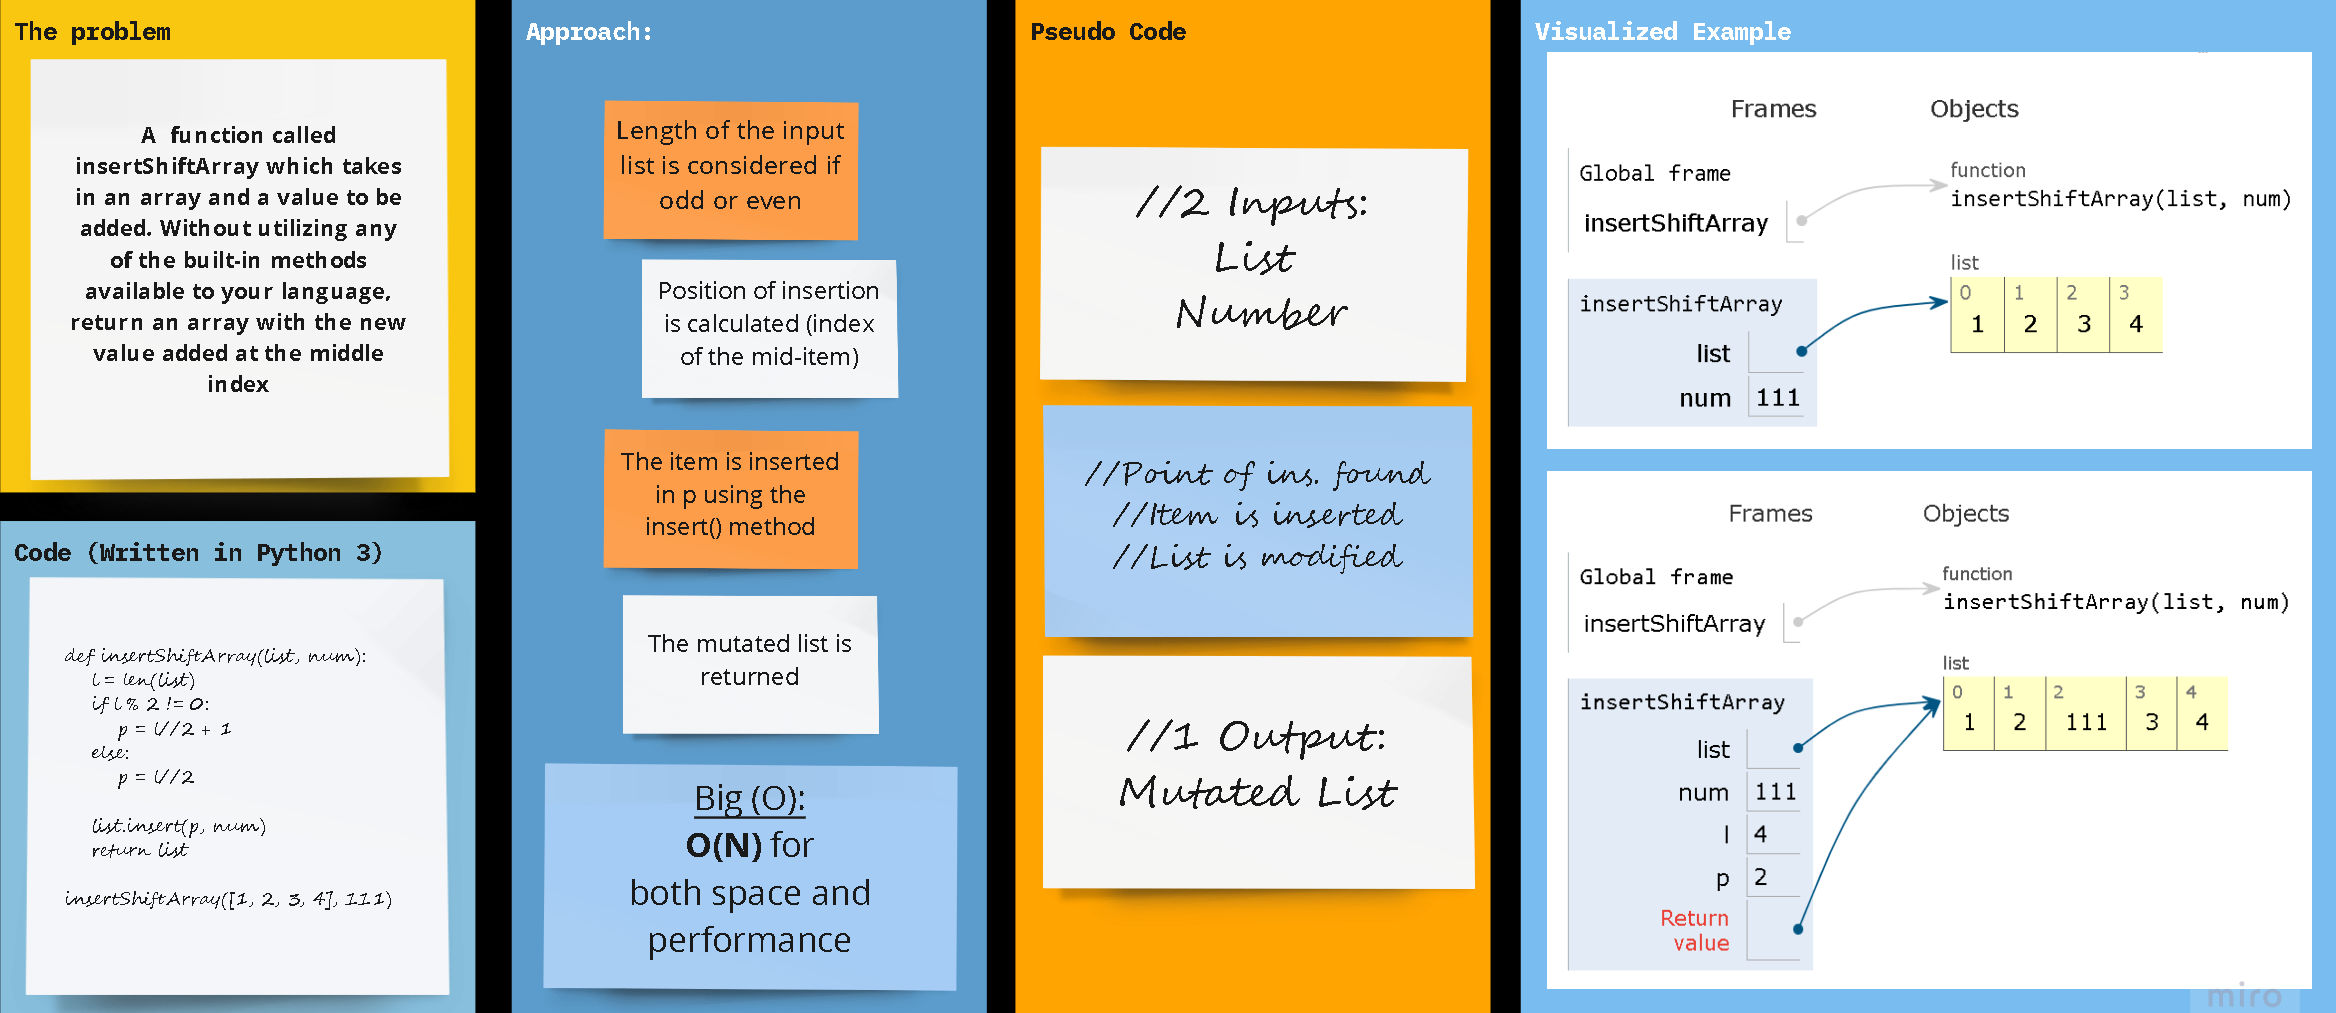 The problem
A function called
insertShiftArray which takes
in an array and a value to be
added. Without utilizing any
of the built-in methods
available to your language,
return an array with the new
value added at the middle
index
Code (Written in Python 3)
def insertShiftArray(list, num):
l = len(list)
if l % 2 != 0:
p = l//2 + 1
else:
p = l//2
list.insert(p, num)
return list
insertShiftArray([1, 2, 3, 4], 111)
Approach:
Length of the input
list is considered if
odd or even
Position of insertion
is calculated (index
of the mid-item)
The item is inserted
in p using the
insert() method
The mutated list is
returned
Big (O):
O(N) for
both space and
performance
Pseudo Code
//2 Inputs:
List
Number
//Point of ins. found
//Item is inserted
//List is modified
//1 Output:
Mutated List
Visualized Example
Frames Objects
Global frame
insertShiftArray
function
insertShiftArray(list, num)
insertShiftArray
list
num 111
list
0 1 2 3
1 2 3 4
Frames Objects
Global frame
insertShiftArray
function
insertShiftArray(list, num)
insertShiftArray
list
num 111
l 4
p 2
Return
value
list
0 1 2 3 4
1 2 111 3 4
miro